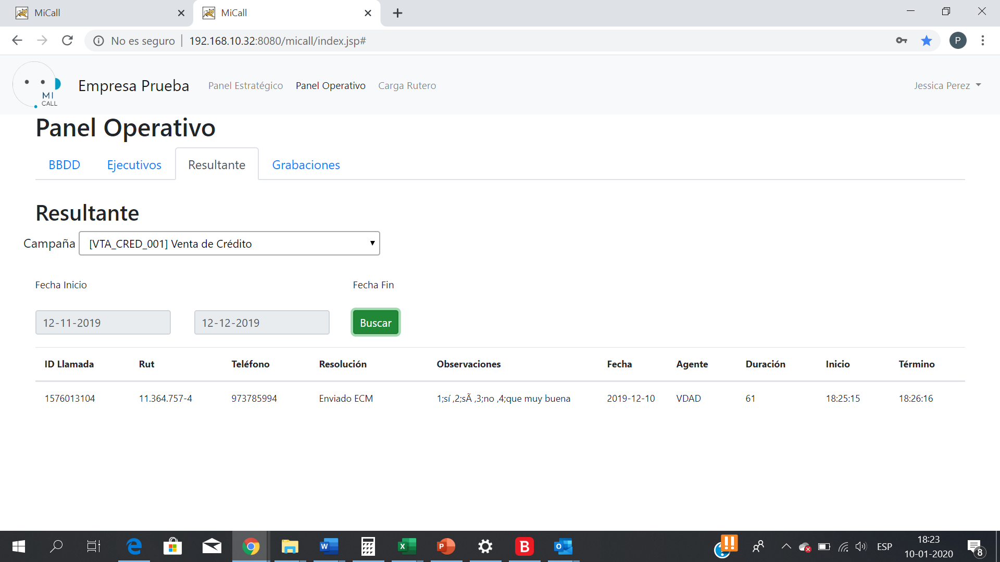 MiCall
MiCall
No es seguro 192.168.10.32:8080/micall/index.jsp#
P
MI
CALL
Empresa Prueba Panel Estratégico Panel Operativo Carga Rutero Jessica Perez
Panel Operativo
BBDD Ejecutivos Resultante Grabaciones
Resultante
Campaña [VTA_CRED_001] Venta de Crédito
Fecha Inicio Fecha Fin
12-11-2019 12-12-2019 Buscar
ID Llamada Rut Teléfono Resolución Observaciones Fecha Agente Duración Inicio Término
1576013104 11.364.757-4 973785994 Enviado ECM 1;sí ,2;sÃ ,3;no ,4;que muy buena 2019-12-10 VDAD 61 18:25:15 18:26:16
W X P B O
ESP
18:23
10-01-2020
8